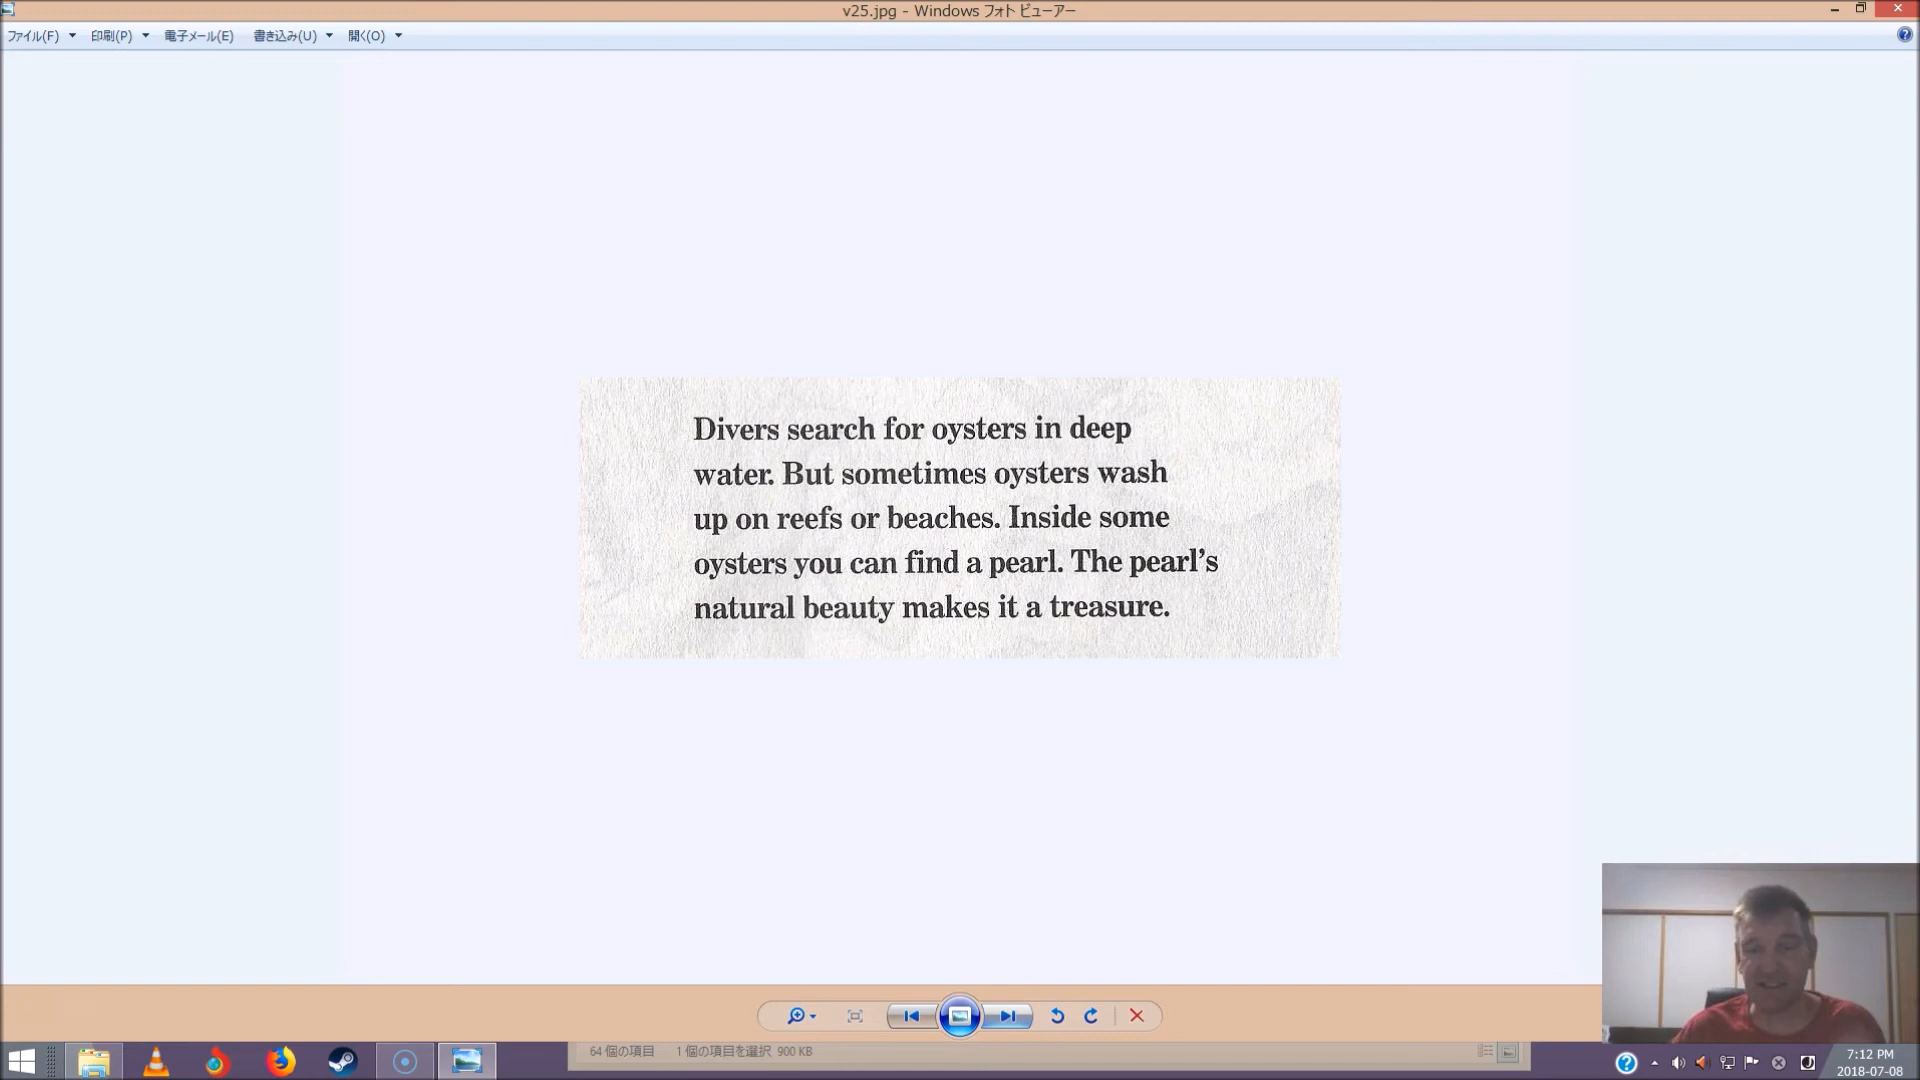 v25.jpg - Windows フォト ビューアー
ファイル(F) 印刷(P) 電子メール(E) 書き込み(U) 開く(O)
Divers search for oysters in deep
water. But sometimes oysters wash
up on reefs or beaches. Inside some
oysters you can find a pearl. The pearl's
natural beauty makes it a treasure.
64 個の項目 1 個の項目を選択 900 KB
7:12 PM
2018-07-08